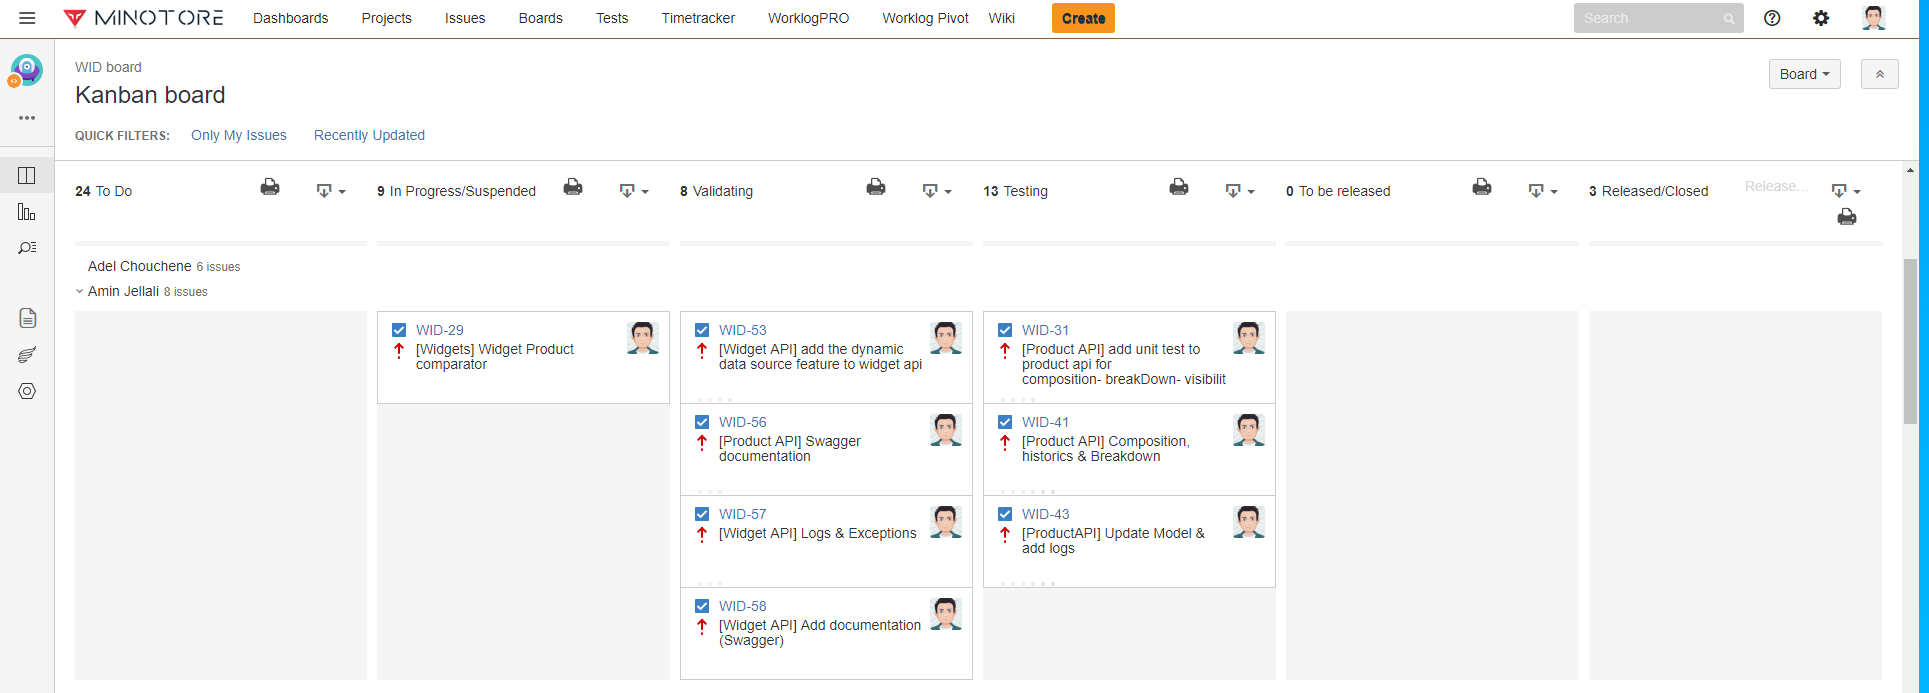 MINOTORE Dashboards Projects Issues Boards Tests Timetracker WorklogPRO Worklog Pivot Wiki Create Search
WID board
Kanban board
Board
QUICK FILTERS: Only My Issues Recently Updated
24 To Do 9 In Progress/Suspended 8 Validating 13 Testing 0 To be released 3 Released/Closed Release...
Adel Chouchene 6 issues
Amin Jellali 8 issues
WID-29
[Widgets] Widget Product
comparator
WID-53
[Widget API] add the dynamic
data source feature to widget api
WID-56
[Product API] Swagger
documentation
WID-57
[Widget API] Logs & Exceptions
WID-58
[Widget API] Add documentation
(Swagger)
WID-31
[Product API] add unit test to
product api for
composition- breakDown- visibilit
WID-41
[Product API] Composition,
historics & Breakdown
WID-43
[ProductAPI] Update Model &
add logs